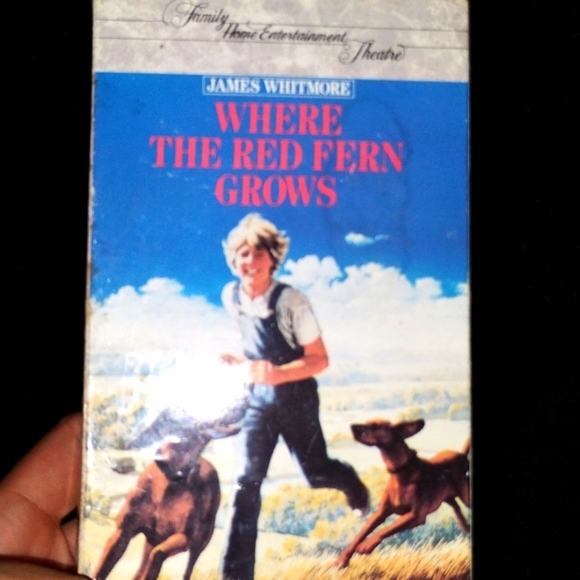 Family
Home Entertainment
Theatre
JAMES WHITMORE
WHERE
THE RED FERN
GROWS